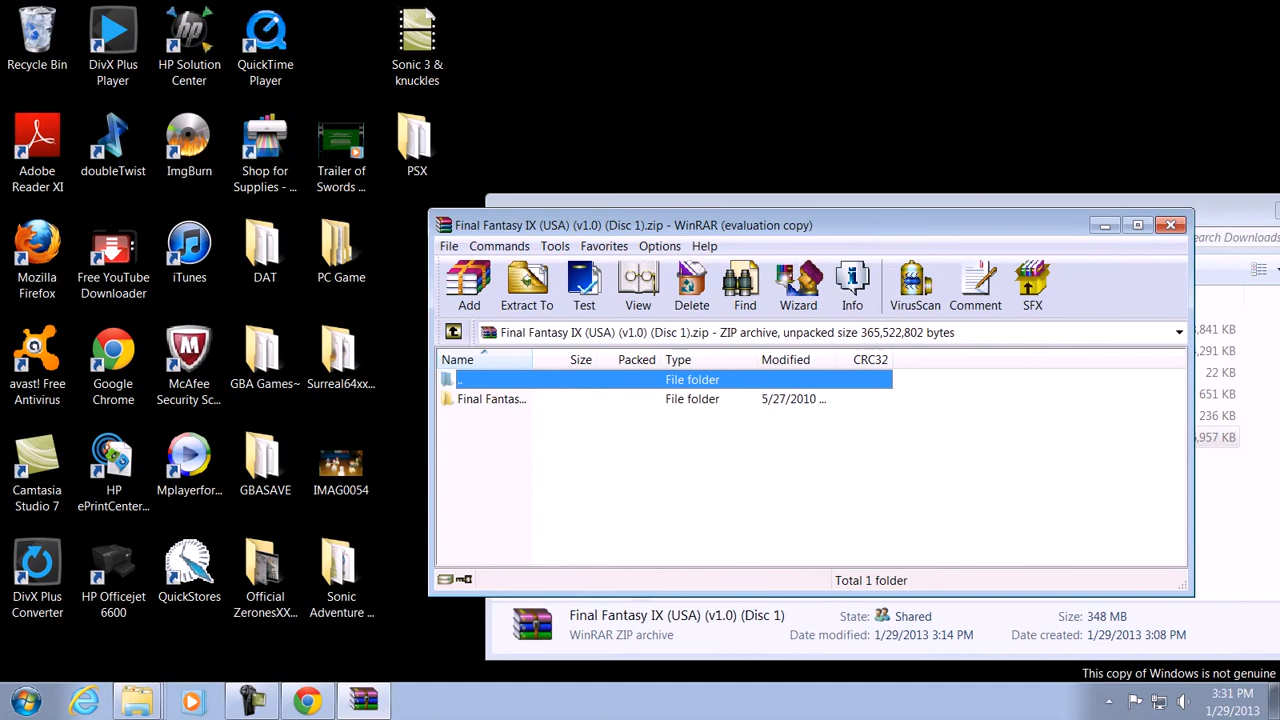 Recycle Bin
DivX Plus
Player
HP Solution
Center
QuickTime
Player
Sonic 3 &
knuckles
Adobe
Reader XI
doubleTwist
ImgBurn
Shop for
Supplies - ...
Trailer of
Swords ...
PSX
Mozilla
Firefox
Free YouTube
Downloader
iTunes
DAT
PC Game
avast! Free
Antivirus
Google
Chrome
McAfee
Security Sc...
GBA Games~
Surreal64xx...
Camtasia
Studio 7
HP
ePrintCenter...
Mplayerfor...
GBASAVE
IMAG0054
DivX Plus
Converter
HP Officejet
6600
QuickStores
Official
ZeronesXX...
Sonic
Adventure ...
Final Fantasy IX (USA) (v1.0) (Disc 1).zip - WinRAR (evaluation copy)
File Commands Tools Favorites Options Help
Add Extract To Test View Delete Find Wizard Info VirusScan Comment SFX
Final Fantasy IX (USA) (v1.0) (Disc 1).zip - ZIP archive, unpacked size 365,522,802 bytes
Name Size Packed Type Modified CRC32
.. File folder
Final Fantas... File folder 5/27/2010 ...
Total 1 folder
earch Downloads
,841 KB
,291 KB
22 KB
651 KB
236 KB
,957 KB
Final Fantasy IX (USA) (v1.0) (Disc 1) State: Shared Size: 348 MB
WinRAR ZIP archive Date modified: 1/29/2013 3:14 PM Date created: 1/29/2013 3:08 PM
This copy of Windows is not genuine
3:31 PM
1/29/2013